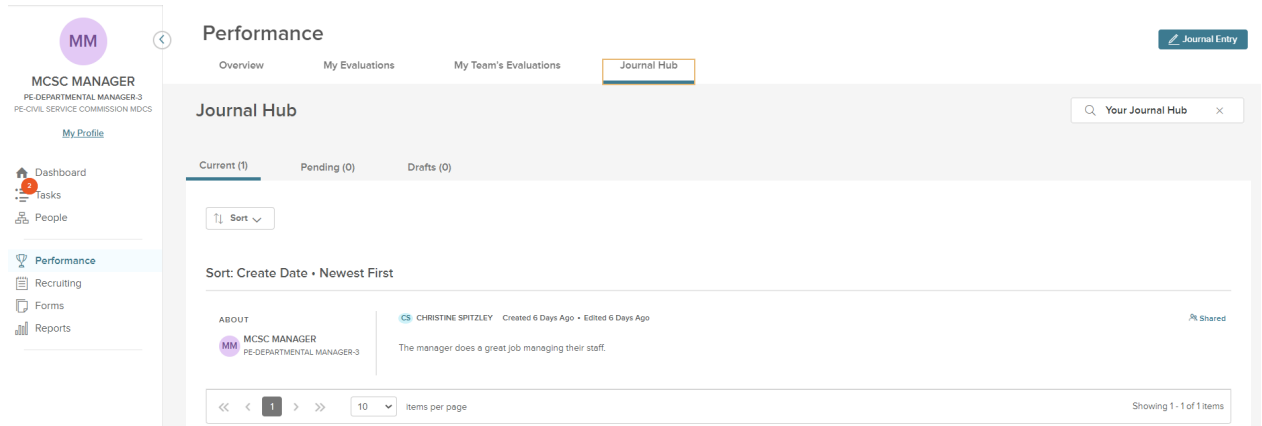 MM
MCSC MANAGER
PE-DEPARTMENTAL MANAGER-3
PE-CIVIL SERVICE COMMISSION MDCS
My Profile
Dashboard
2
Tasks
People
Performance
Recruiting
Forms
Reports
Performance
Journal Entry
Overview My Evaluations My Team's Evaluations Journal Hub
Journal Hub
Your Journal Hub ×
Current (1) Pending (0) Drafts (0)
Sort
Sort: Create Date • Newest First
ABOUT
MM MCSC MANAGER
PE-DEPARTMENTAL MANAGER-3
CS CHRISTINE SPITZLEY Created 6 Days Ago • Edited 6 Days Ago
Shared
The manager does a great job managing their staff.
1 10 items per page Showing 1 - 1 of 1 items